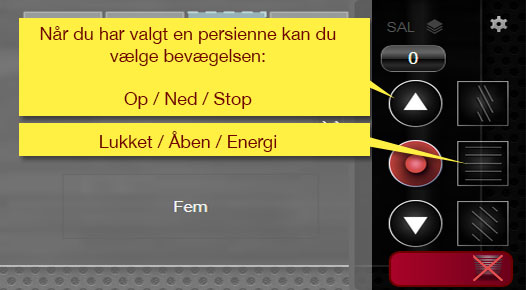 Når du har valgt en persienne kan du
vælge bevægelsen:
Op / Ned / Stop
Lukket / Åben / Energi
Fem
SAL
0